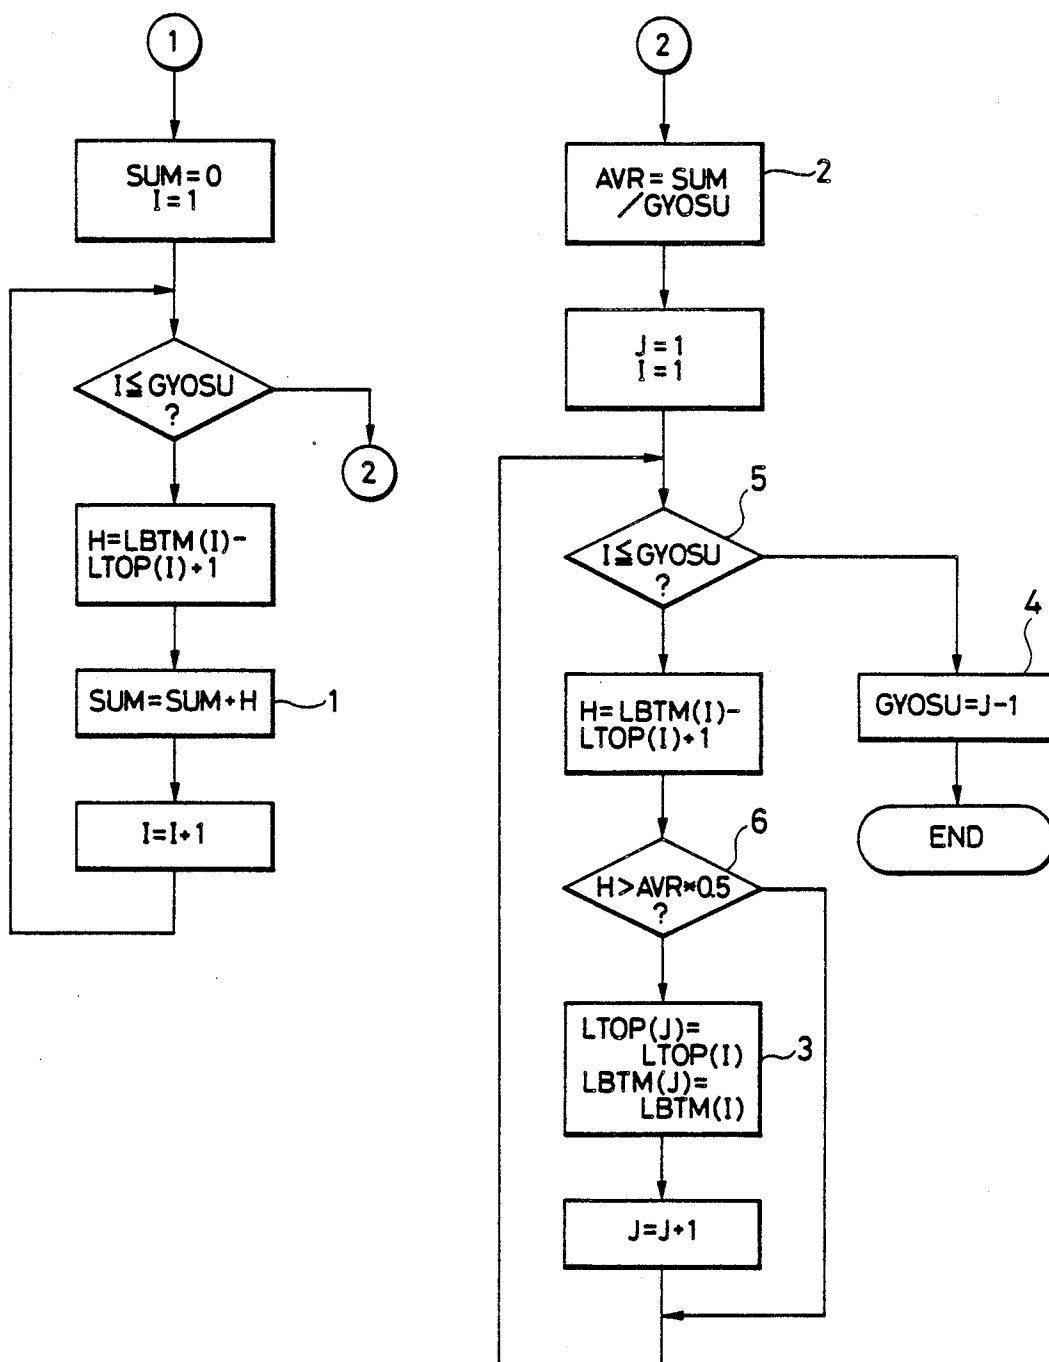 1
SUM=0
I=1
I≦GYOSU
?
2
H=LBTM(I)-
LTOP(I)+1
SUM=SUM+H
1
I=I+1
2
AVR=SUM
/GYOSU
2
J=1
I=1
5
I≦GYOSU
?
4
GYOSU=J-1
END
H=LBTM(I)-
LTOP(I)+1
6
H>AVR*0.5
?
LTOP(J)=
LTOP(I)
LBTM(J)=
LBTM(I)
3
J=J+1